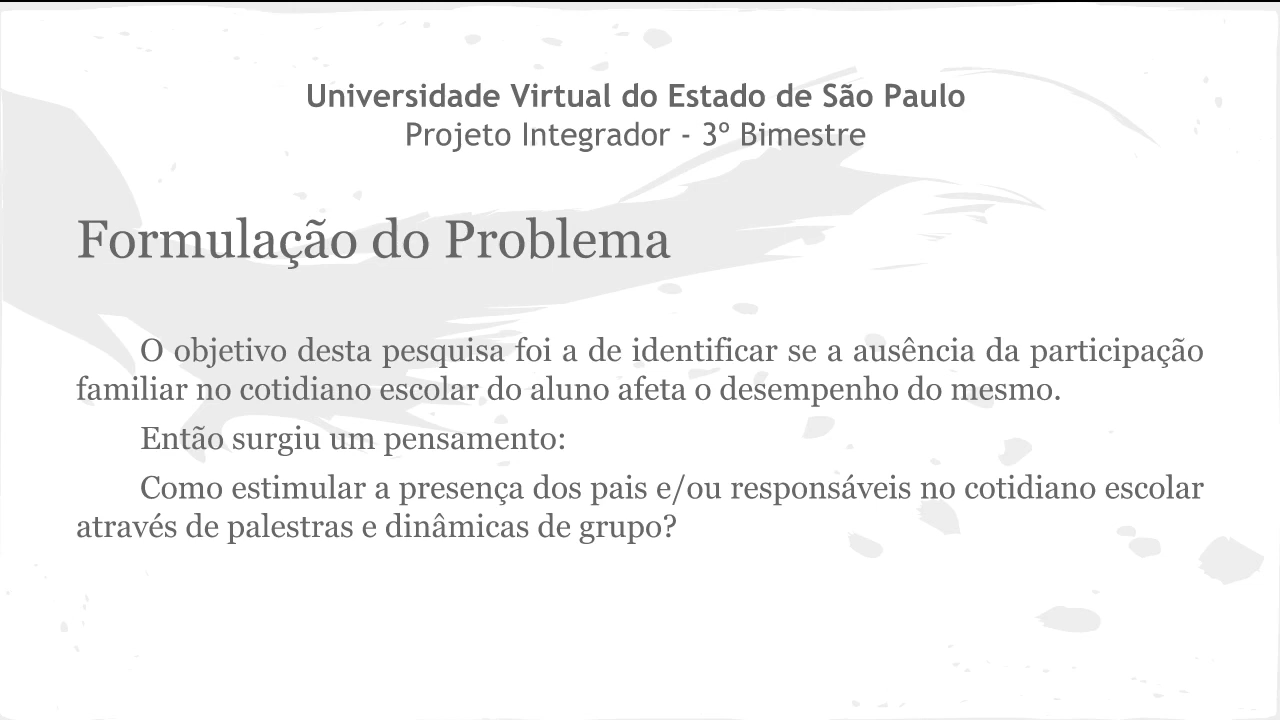 Universidade Virtual do Estado de São Paulo
Projeto Integrador - 3º Bimestre
Formulação do Problema
O objetivo desta pesquisa foi a de identificar se a ausência da participação
familiar no cotidiano escolar do aluno afeta o desempenho do mesmo.
Então surgiu um pensamento:
Como estimular a presença dos pais e/ou responsáveis no cotidiano escolar
através de palestras e dinâmicas de grupo?